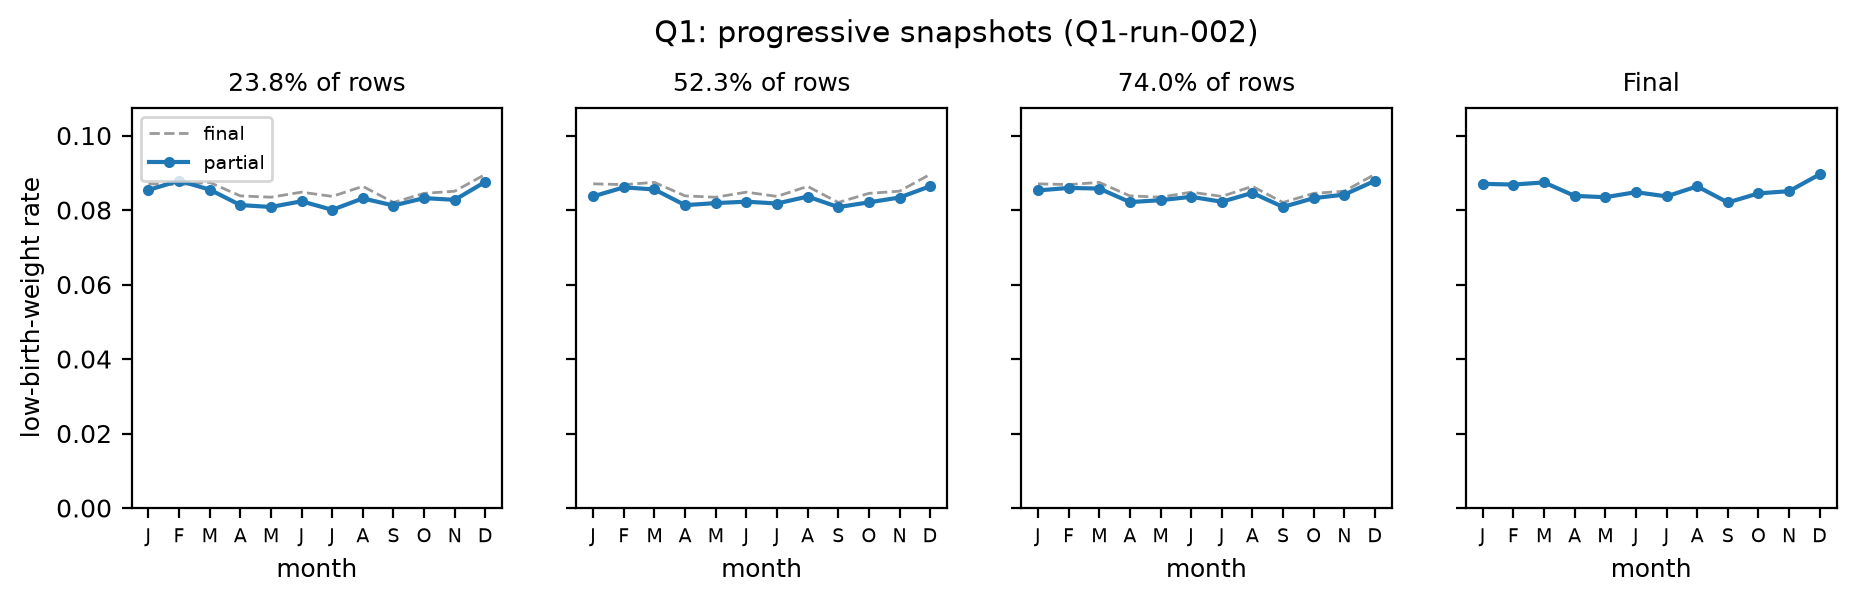 Q1: progressive snapshots (Q1-run-002)
23.8% of rows
52.3% of rows
74.0% of rows
Final
final
partial
low-birth-weight rate
0.10
0.08
0.06
0.04
0.02
0.00
J F M A M J J A S O N D
J F M A M J J A S O N D
J F M A M J J A S O N D
J F M A M J J A S O N D
month
month
month
month